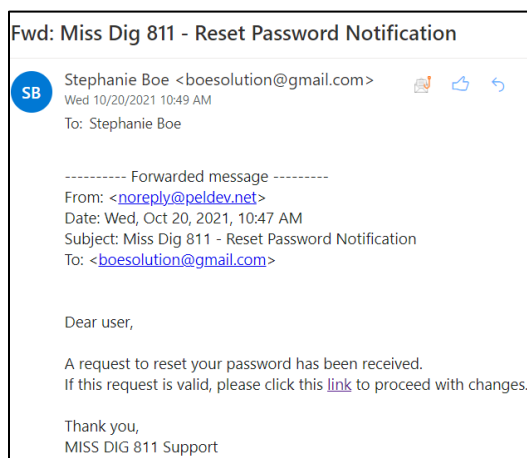 Fwd: Miss Dig 811 - Reset Password Notification
SB
Stephanie Boe <boesolution@gmail.com>
Wed 10/20/2021 10:49 AM
To: Stephanie Boe
---------- Forwarded message ---------
From: <noreply@peldev.net>
Date: Wed, Oct 20, 2021, 10:47 AM
Subject: Miss Dig 811 - Reset Password Notification
To: <boesolution@gmail.com>
Dear user,
A request to reset your password has been received.
If this request is valid, please click this link to proceed with changes.
Thank you,
MISS DIG 811 Support